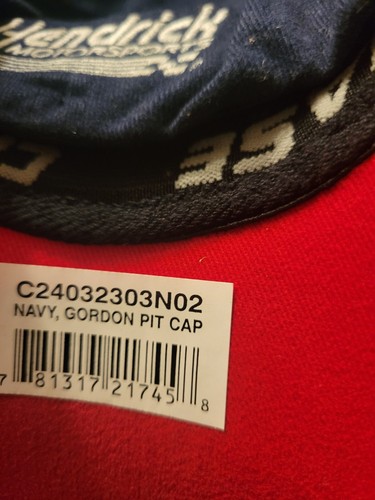 Hendrick
MOTORSPORTS
C24032303N02
NAVY, GORDON PIT CAP
7 81317 21745 8